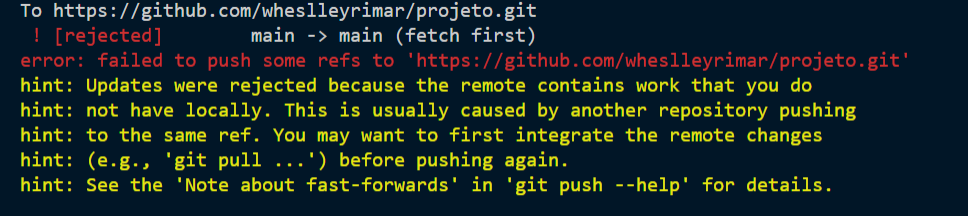 To https://github.com/wheslleyrimar/projeto.git
 ! [rejected]        main -> main (fetch first)
error: failed to push some refs to 'https://github.com/wheslleyrimar/projeto.git'
hint: Updates were rejected because the remote contains work that you do
hint: not have locally. This is usually caused by another repository pushing
hint: to the same ref. You may want to first integrate the remote changes
hint: (e.g., 'git pull ...') before pushing again.
hint: See the 'Note about fast-forwards' in 'git push --help' for details.